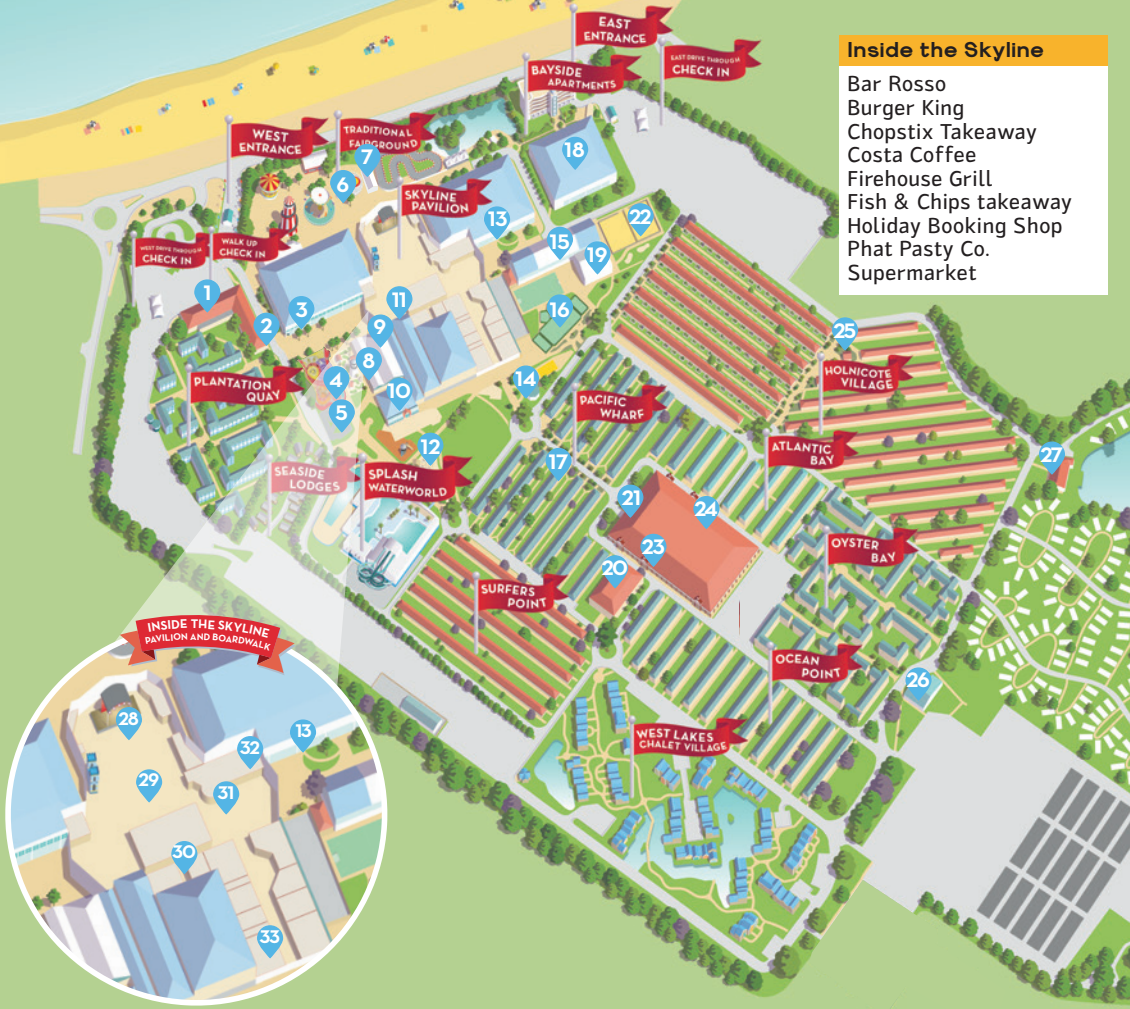 EAST
ENTRANCE
EAST DRIVE THROUGH
CHECK IN
BAYSIDE
APARTMENTS
WEST
ENTRANCE
TRADITIONAL
FAIRGROUND
Inside the Skyline
Bar Rosso
Burger King
Chopstix Takeaway
Costa Coffee
Firehouse Grill
Fish & Chips takeaway
Holiday Booking Shop
Phat Pasty Co.
Supermarket
18
7
6
SKYLINE
PAVILION
13
22
15
19
WEST DRIVE THROUGH
CHECK IN
WALK UP
CHECK IN
1
2
3
11
9
16
8
25
PLANTATION
QUAY
4
5
10
14
HOLNICOTE
VILLAGE
PACIFIC
WHARF
12
17
ATLANTIC
BAY
27
SEASIDE
LODGES
SPLASH
WATERWORLD
21
24
23
20
OYSTER
BAY
SURFERS
POINT
OCEAN
POINT
26
WEST LAKES
CHALET VILLAGE
INSIDE THE SKYLINE
PAVILION AND BOARDWALK
28
32
13
29
31
30
33